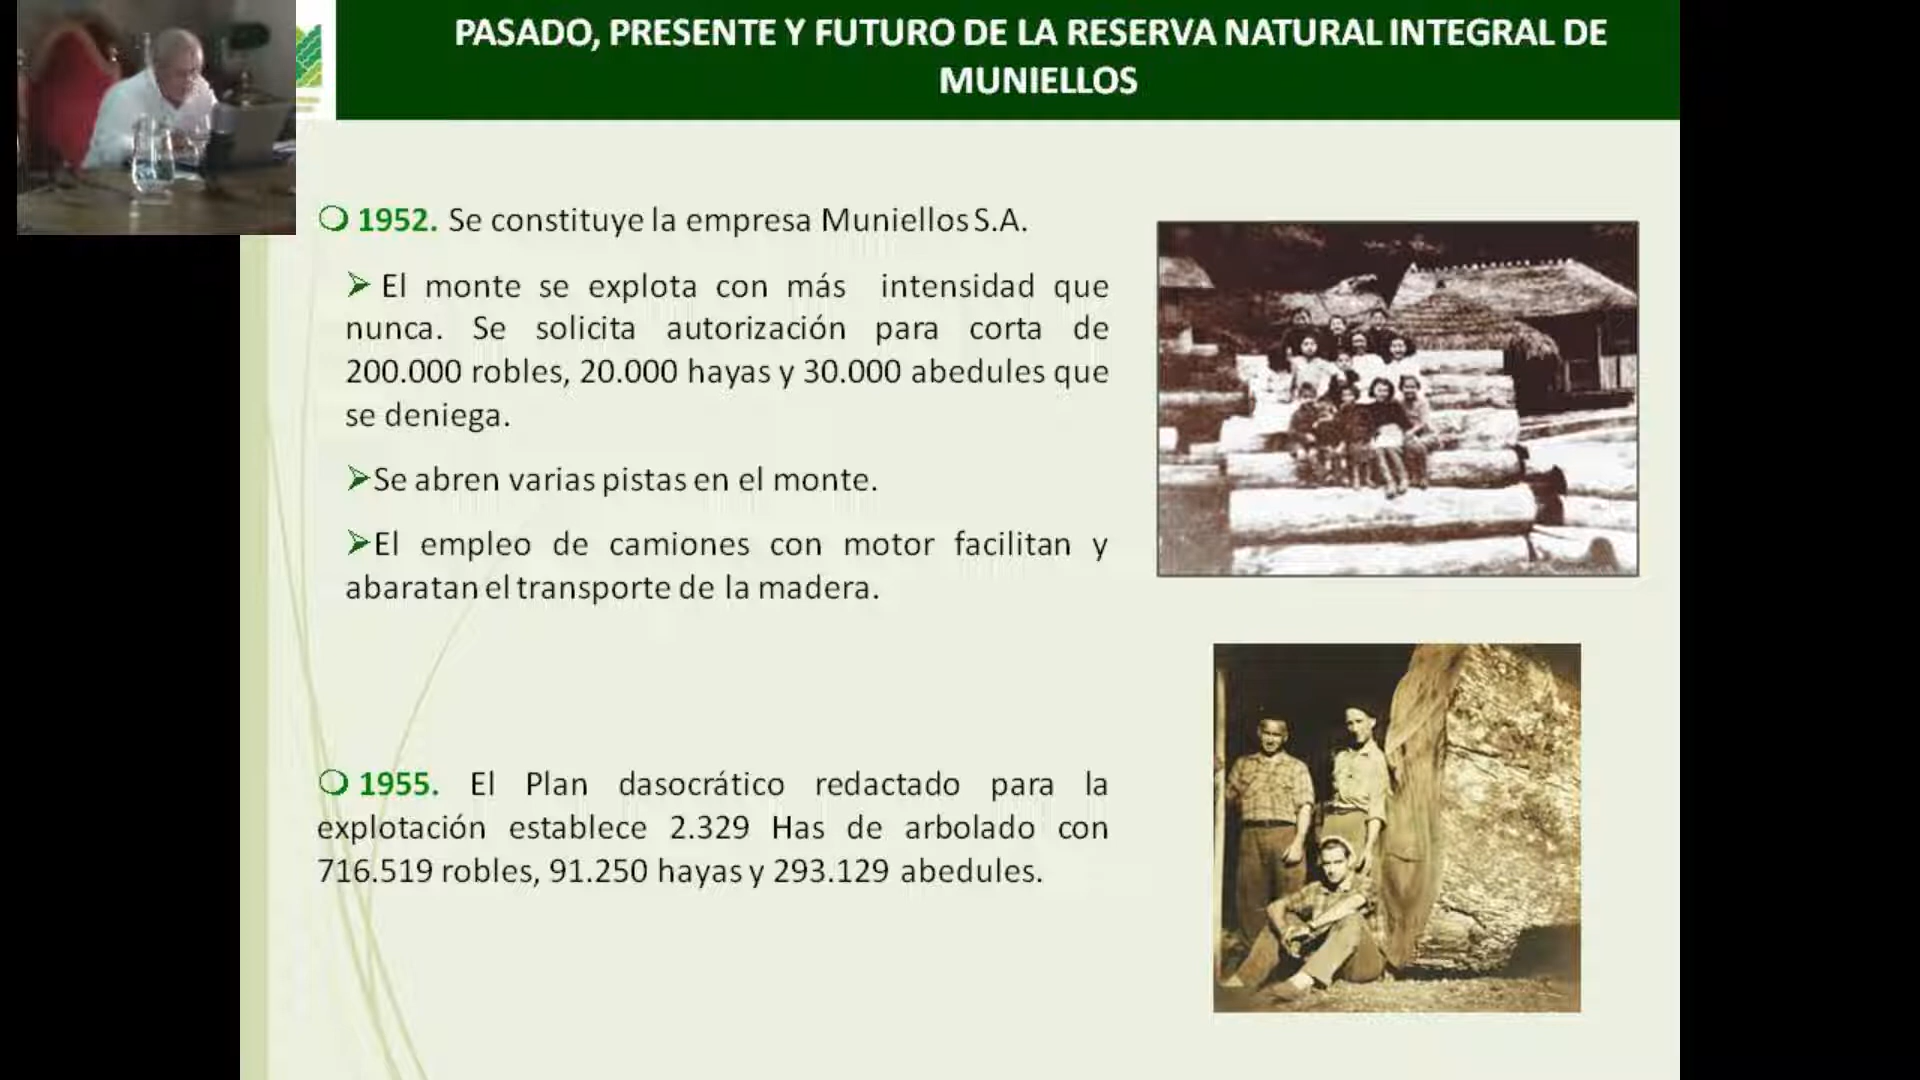 PASADO, PRESENTE Y FUTURO DE LA RESERVA NATURAL INTEGRAL DE
MUNIELLOS
1952. Se constituye la empresa Muniellos S.A.
El monte se explota con más intensidad que
nunca. Se solicita autorización para corta de
200.000 robles, 20.000 hayas y 30.000 abedules que
se deniega.
Se abren varias pistas en el monte.
El empleo de camiones con motor facilitan y
abaratan el transporte de la madera.
1955. El Plan dasocrático redactado para la
explotación establece 2.329 Has de arbolado con
716.519 robles, 91.250 hayas y 293.129 abedules.